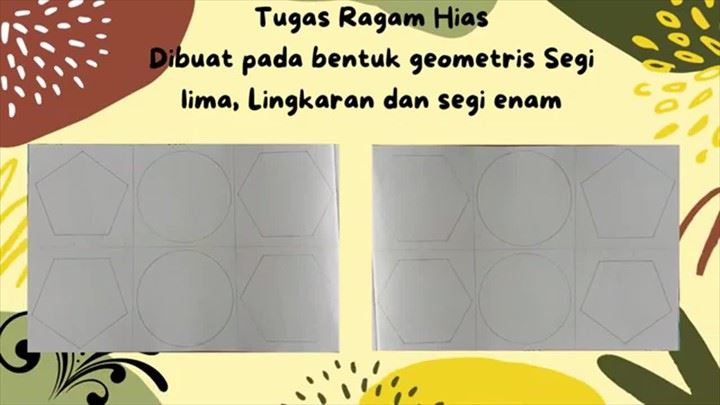 Tugas Ragam Hias
Dibuat pada bentuk geometris Segi
lima, Lingkaran dan segi enam